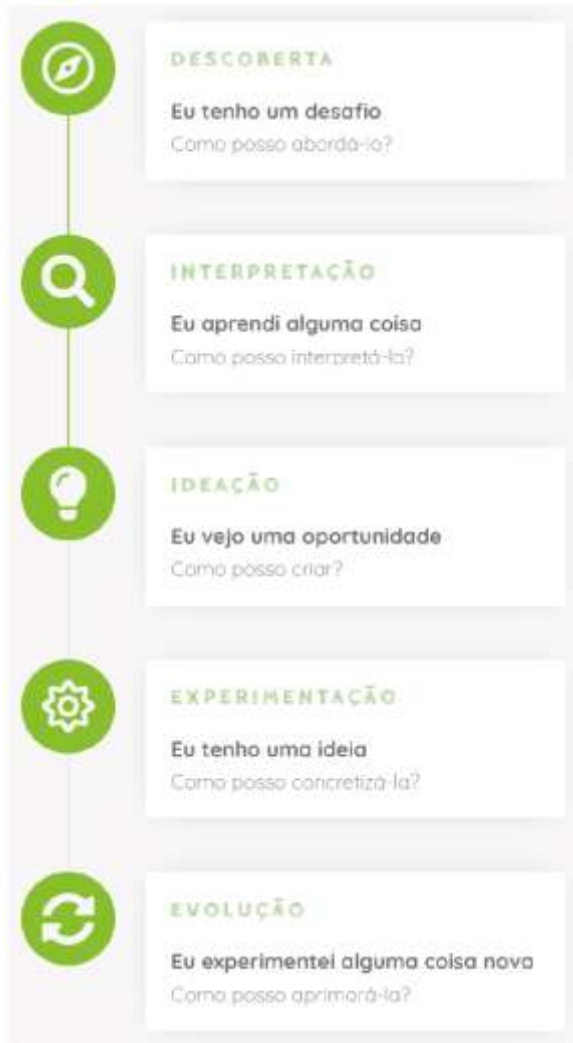 DESCOBERTA
Eu tenho um desafio
Como posso abordá-lo?
INTERPRETAÇÃO
Eu aprendi alguma coisa
Como posso interpretá-la?
IDEAÇÃO
Eu vejo uma oportunidade
Como posso criar?
EXPERIMENTAÇÃO
Eu tenho uma ideia
Como posso concretizá-la?
EVOLUÇÃO
Eu experimentei alguma coisa nova
Como posso aprimorá-la?